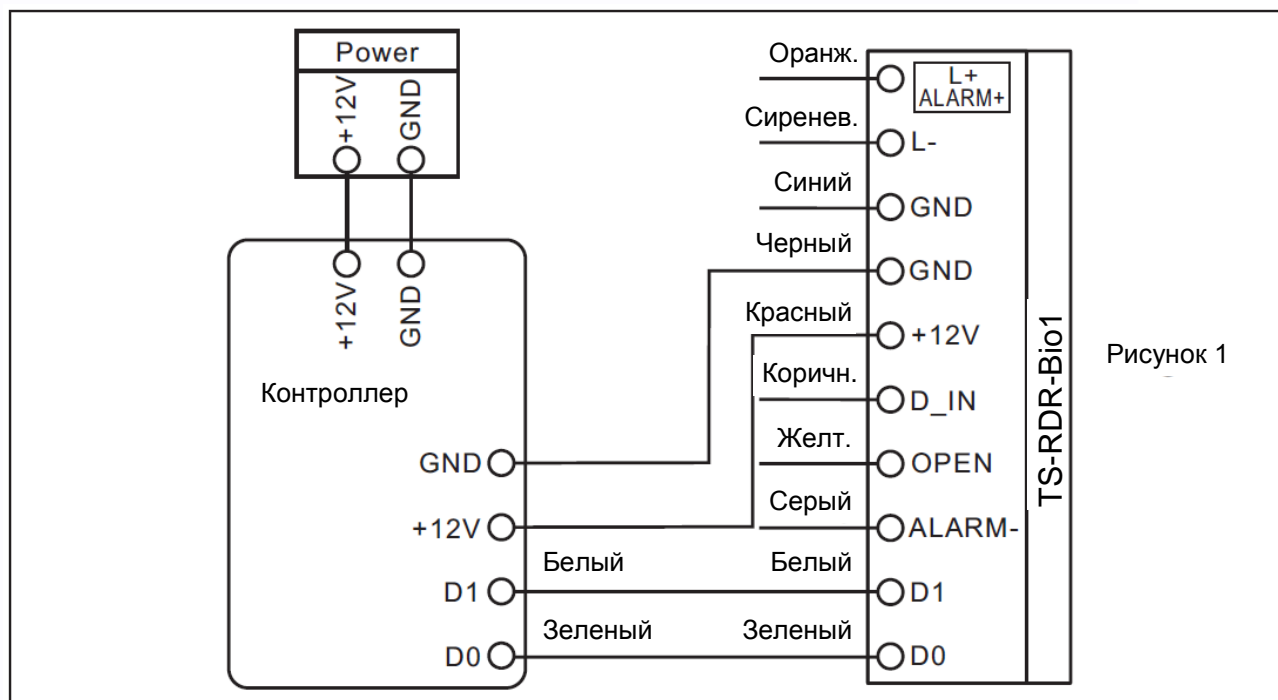 Power
+12V
GND
+12V
GND
Контроллер
GND
+12V
D1
D0
Белый
Зеленый
Оранж.
Сиренев.
Синий
Черный
Красный
Коричн.
Желт.
Серый
Белый
Зеленый
L+
ALARM+
L-
GND
GND
+12V
D_IN
OPEN
ALARM-
D1
D0
TS-RDR-Bio1
Рисунок 1